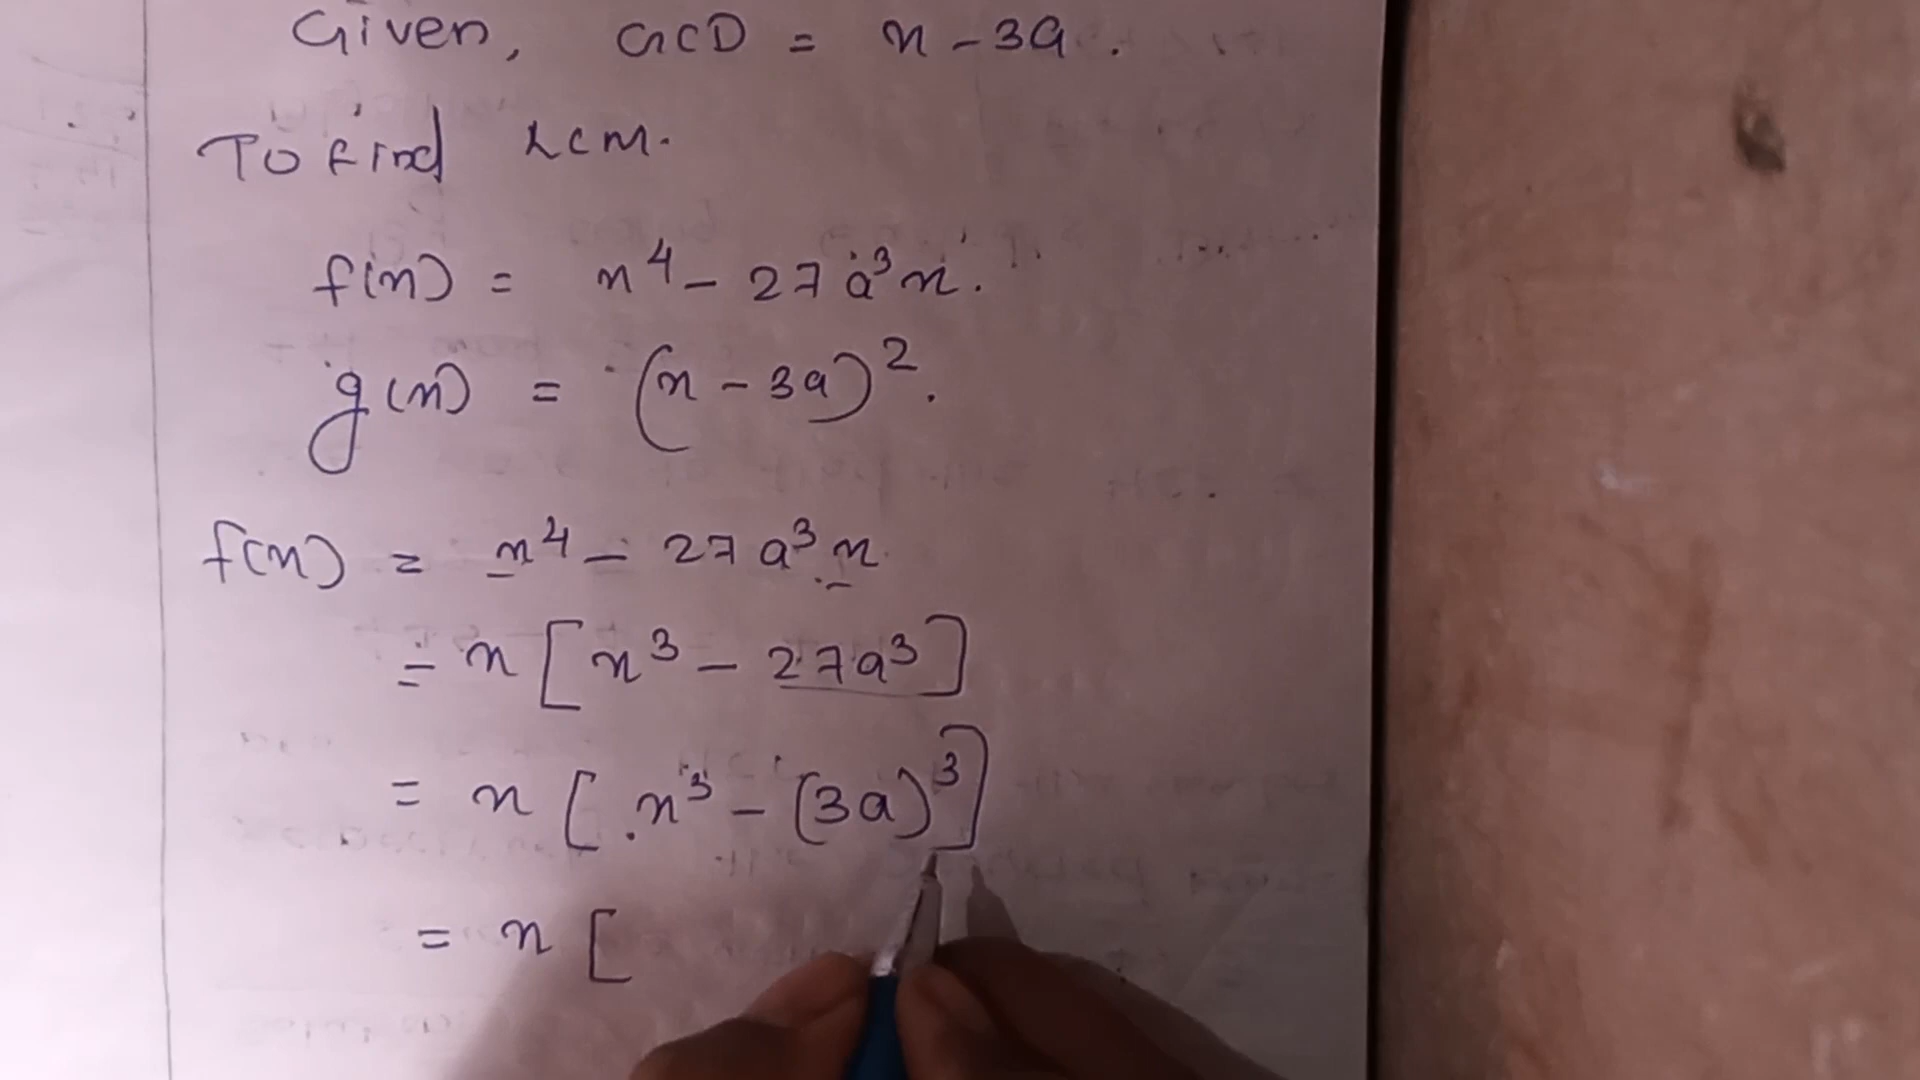 Given, GCD = x - 3a.
To find LCM.
f(x) = x⁴ - 27a³x.
g(x) = (x - 3a)².
f(x) = x⁴ - 27a³x
= x[x³ - 27a³]
= x[x³ - (3a)³]
= x[